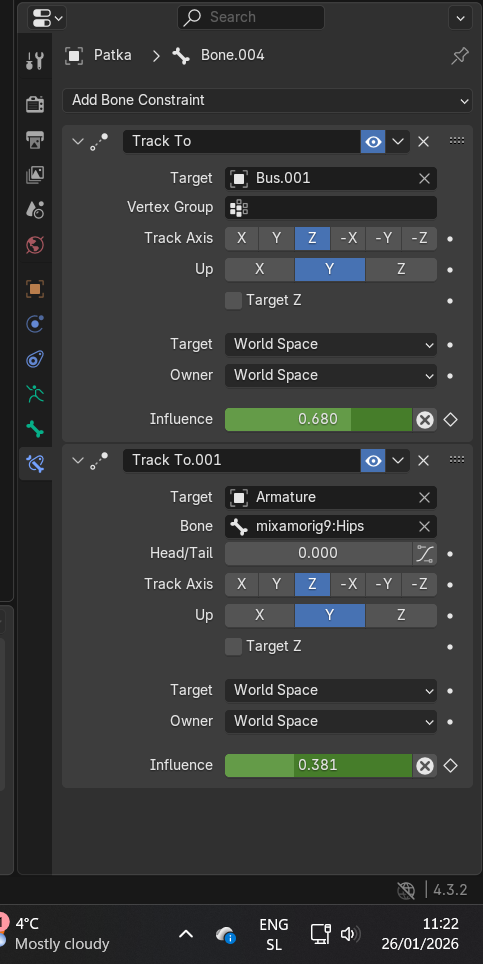 Search
Patka > Bone.004
Add Bone Constraint
Track To
Target Bus.001
Vertex Group
Track Axis X Y Z -X -Y -Z
Up X Y Z
Target Z
Target World Space
Owner World Space
Influence 0.680
Track To.001
Target Armature
Bone mixamorig9:Hips
Head/Tail 0.000
Track Axis X Y Z -X -Y -Z
Up X Y Z
Target Z
Target World Space
Owner World Space
Influence 0.381
4.3.2
4°C
Mostly cloudy
ENG
SL
11:22
26/01/2026